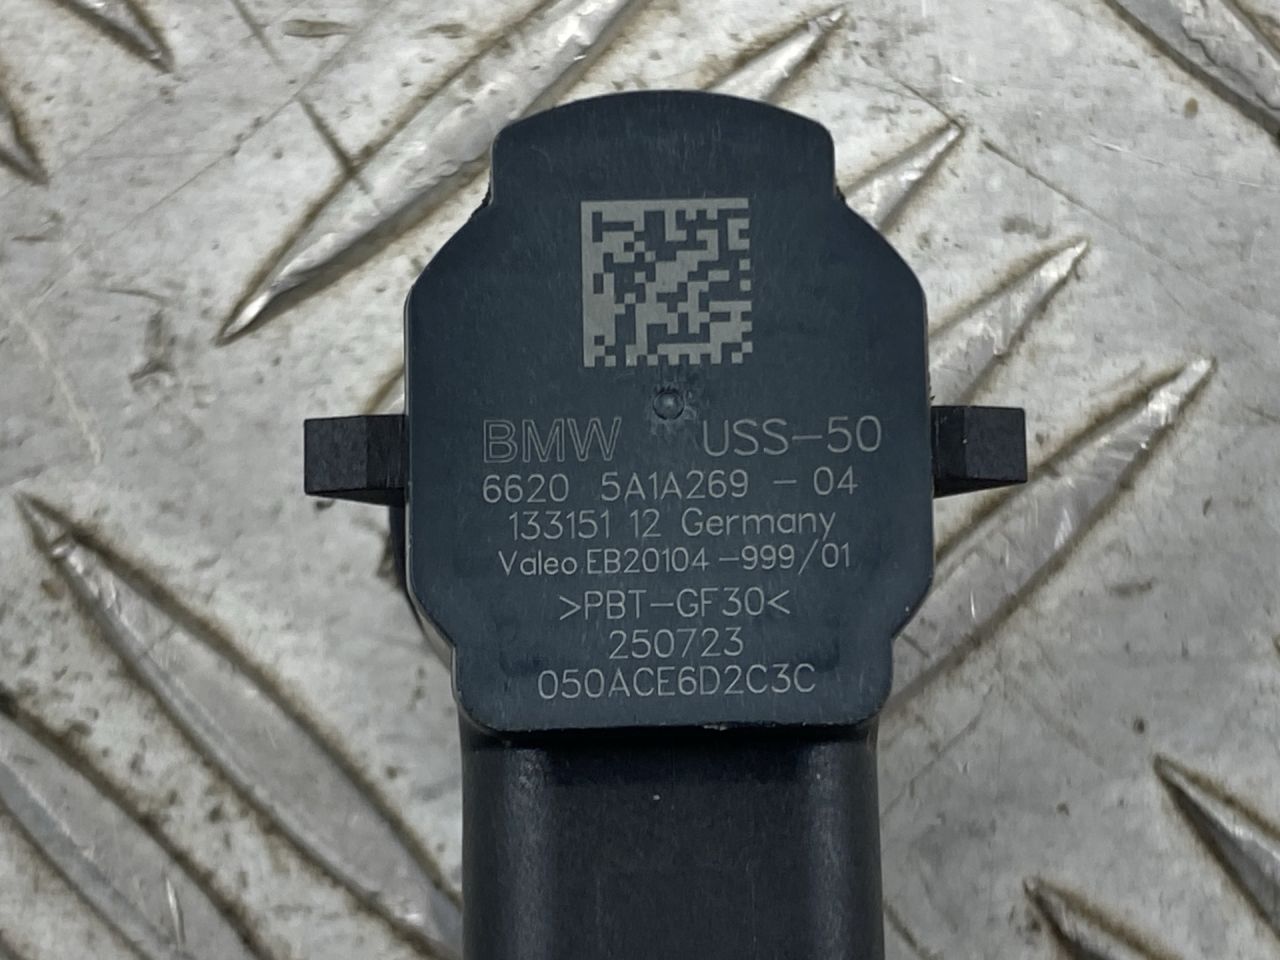 BMW USS-50
6620 5A1A269 - 04
133151 12 Germany
Valeo EB20104-999/01
>PBT-GF30<
250723
050ACE6D2C3C